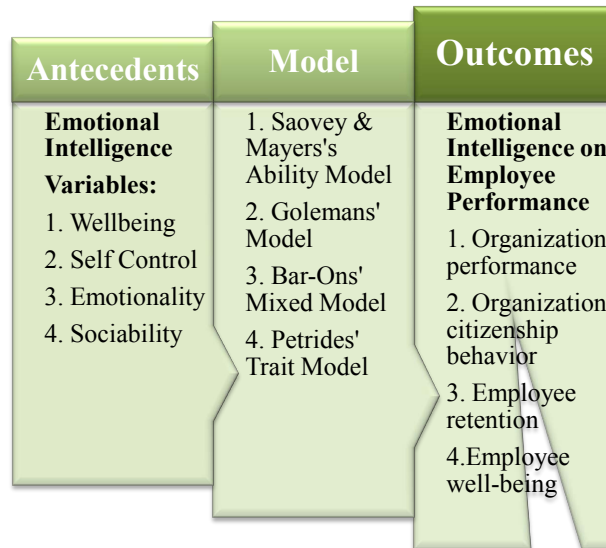 Antecedents
Emotional
Intelligence
Variables:
1. Wellbeing
2. Self Control
3. Emotionality
4. Sociability
Model
1. Saovey &
Mayers's
Ability Model
2. Golemans'
Model
3. Bar-Ons'
Mixed Model
4. Petrides'
Trait Model
Outcomes
Emotional
Intelligence on
Employee
Performance
1. Organization
performance
2. Organization
citizenship
behavior
3. Employee
retention
4.Employee
well-being